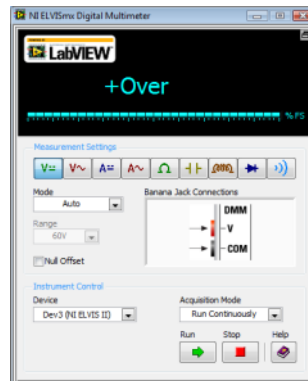 NI ELVISmx Digital Multimeter
LabVIEW
+Over
% FS
Measurement Settings
V= V~ A= A~ Ω
Mode
Auto
Banana Jack Connections
DMM
V
COM
Range
60V
Null Offset
Instrument Control
Device
Dev3 (NI ELVIS II)
Acquisition Mode
Run Continuously
Run Stop Help